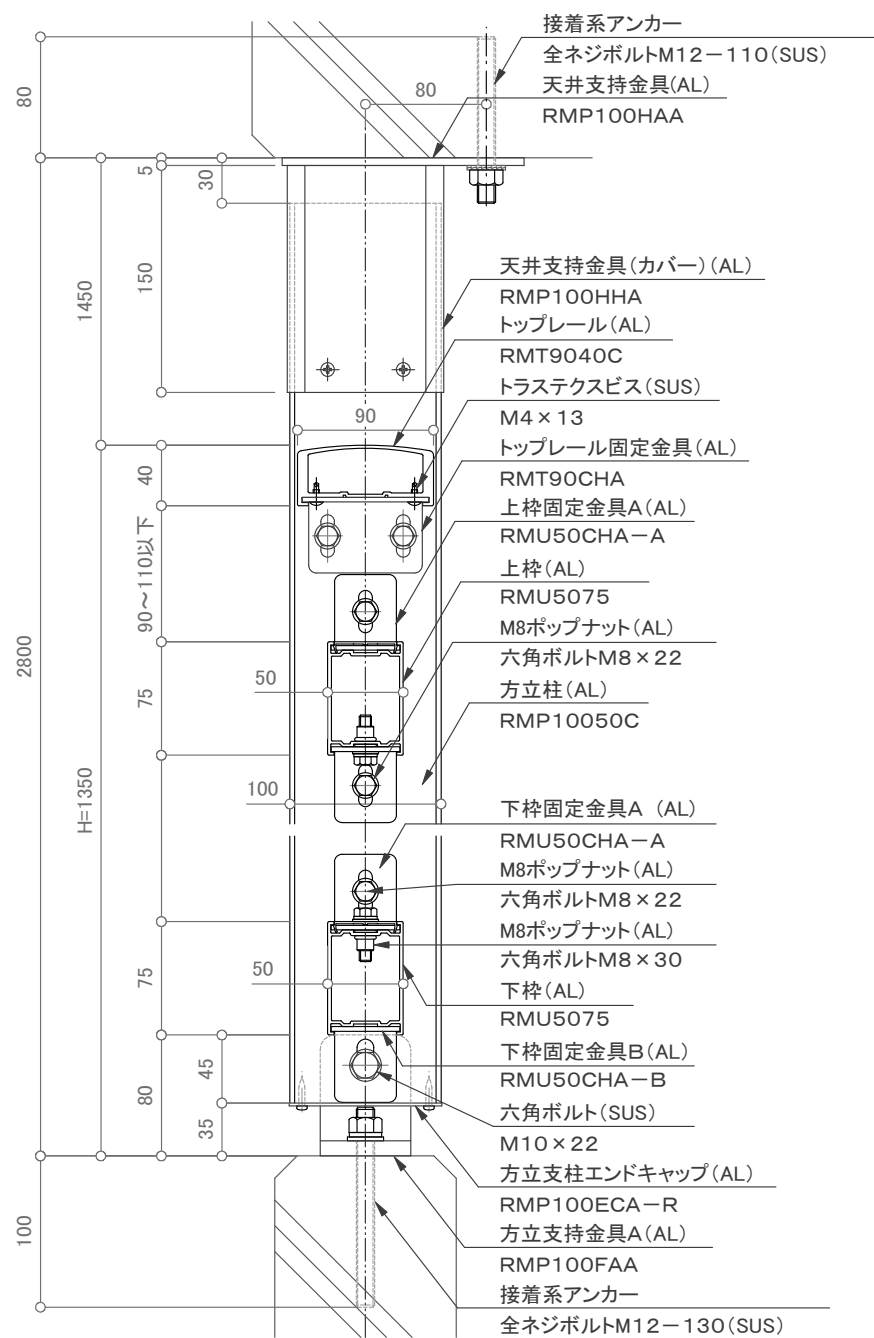 接着系アンカー
全ネジボルトM12－110(SUS)
天井支持金具(AL)
RMP100HAA
80
80
5
30
150
1450
天井支持金具(カバー)(AL)
RMP100HHA
トップレール(AL)
RMT9040C
トラステクスビス(SUS)
M4×13
トップレール固定金具(AL)
RMT90CHA
上枠固定金具A(AL)
RMU50CHA－A
上枠(AL)
RMU5075
M8ポップナット(AL)
六角ボルトM8×22
方立柱(AL)
RMP10050C
90
40
90～110以下
2800
75
50
100
H=1350
下枠固定金具A (AL)
RMU50CHA－A
M8ポップナット(AL)
六角ボルトM8×22
M8ポップナット(AL)
六角ボルトM8×30
下枠(AL)
RMU5075
下枠固定金具B(AL)
RMU50CHA－B
六角ボルト(SUS)
M10×22
方立支柱エンドキャップ(AL)
RMP100ECA－R
方立支持金具A(AL)
RMP100FAA
接着系アンカー
全ネジボルトM12－130(SUS)
75
50
80
45
35
100